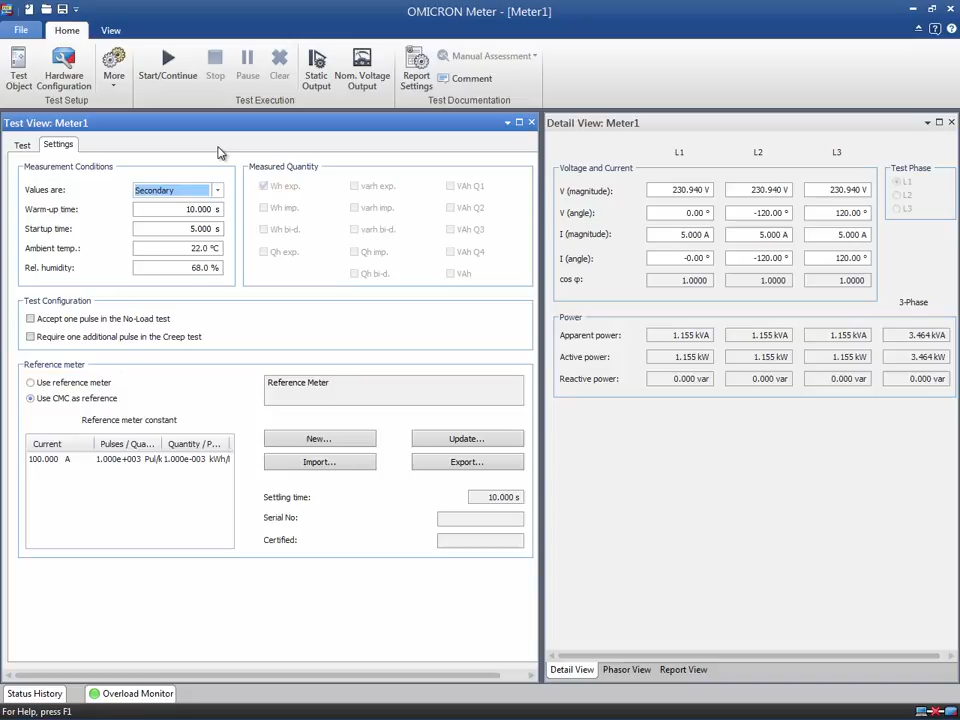 OMICRON Meter - [Meter1]
File Home View
Test Object
Hardware Configuration
More
Start/Continue
Stop
Pause
Clear
Static Output
Nom. Voltage Output
Report Settings
Manual Assessment
Comment
Test Setup
Test Execution
Test Documentation
Test View: Meter1
Test Settings
Measurement Conditions
Values are: Secondary
Warm-up time: 10.000 s
Startup time: 5.000 s
Ambient temp.: 22.0 °C
Rel. humidity: 68.0 %
Measured Quantity
Wh exp. varh exp. VAh Q1
Wh imp. varh imp. VAh Q2
Wh bi-d. varh bi-d. VAh Q3
Qh exp. Qh imp. VAh Q4
Qh bi-d. VAh
Test Configuration
Accept one pulse in the No-Load test
Require one additional pulse in the Creep test
Reference meter
Use reference meter
Use CMC as reference
Reference meter constant
Current Pulses / Qua... Quantity / P...
100.000 A 1.000e+003 Pul/k 1.000e-003 kWh/l
Reference Meter
New... Update...
Import... Export...
Settling time: 10.000 s
Serial No:
Certified:
Detail View: Meter1
L1 L2 L3
Voltage and Current
V (magnitude): 230.940 V 230.940 V 230.940 V
V (angle): 0.00 ° -120.00 ° 120.00 °
I (magnitude): 5.000 A 5.000 A 5.000 A
I (angle): -0.00 ° -120.00 ° 120.00 °
cos φ: 1.0000 1.0000 1.0000
Test Phase
L1
L2
L3
3-Phase
Power
Apparent power: 1.155 kVA 1.155 kVA 1.155 kVA 3.464 kVA
Active power: 1.155 kW 1.155 kW 1.155 kW 3.464 kW
Reactive power: 0.000 var 0.000 var 0.000 var 0.000 var
Detail View Phasor View Report View
Status History Overload Monitor
For Help, press F1